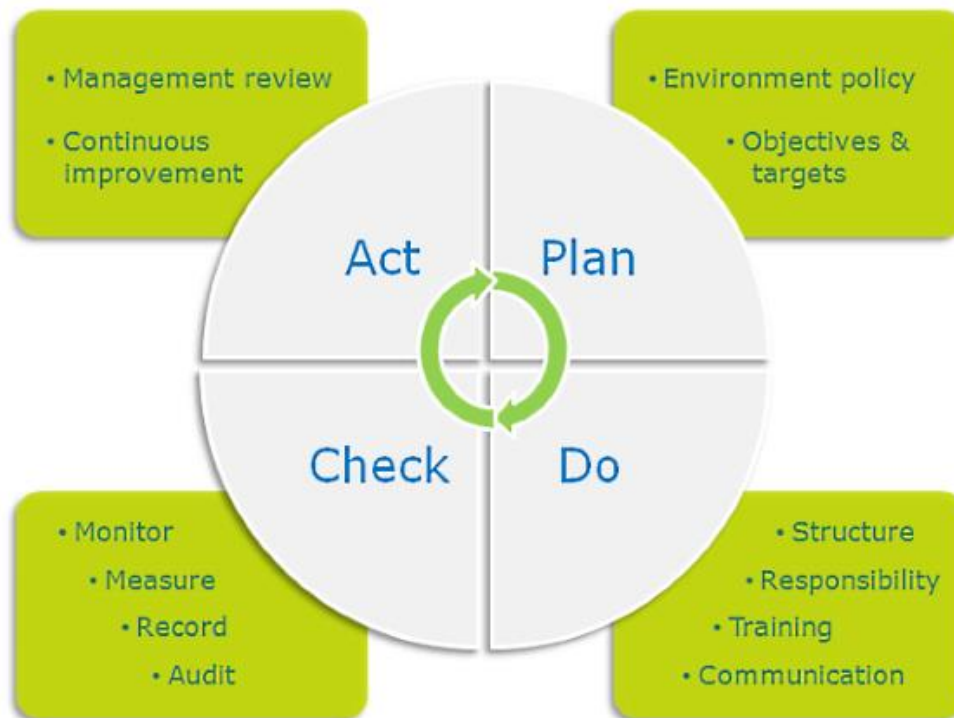 • Management review
• Continuous
improvement
• Environment policy
• Objectives &
targets
Act
Plan
Check
Do
• Monitor
• Measure
• Record
• Audit
• Structure
• Responsibility
• Training
• Communication